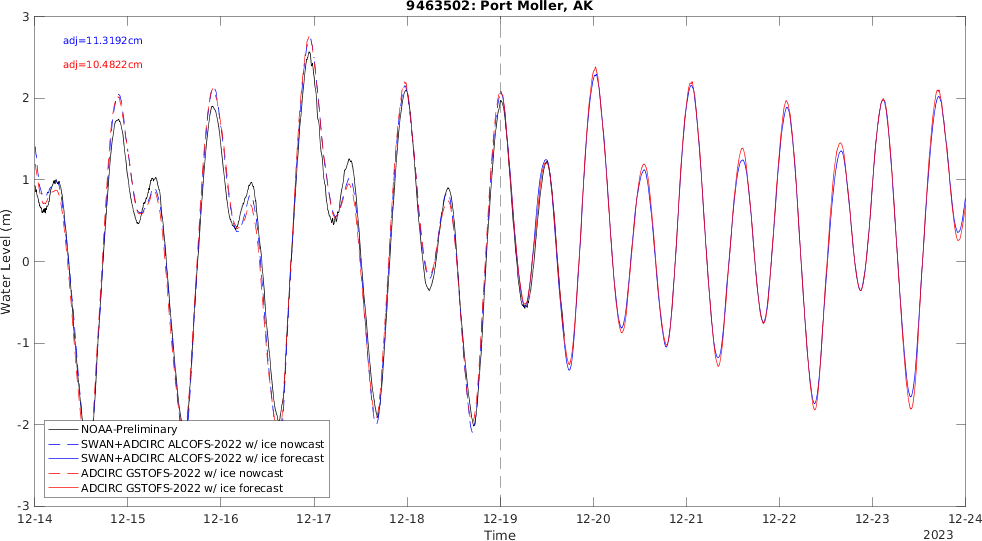 9463502: Port Moller, AK
adj=11.3192cm
adj=10.4822cm
3
2
1
0
-1
-2
-3
Water Level (m)
NOAA-Preliminary
SWAN+ADCIRC ALCOFS-2022 w/ ice nowcast
SWAN+ADCIRC ALCOFS-2022 w/ ice forecast
ADCIRC GSTOFS-2022 w/ ice nowcast
ADCIRC GSTOFS-2022 w/ ice forecast
12-14 12-15 12-16 12-17 12-18 12-19 12-20 12-21 12-22 12-23 12-24
Time
2023